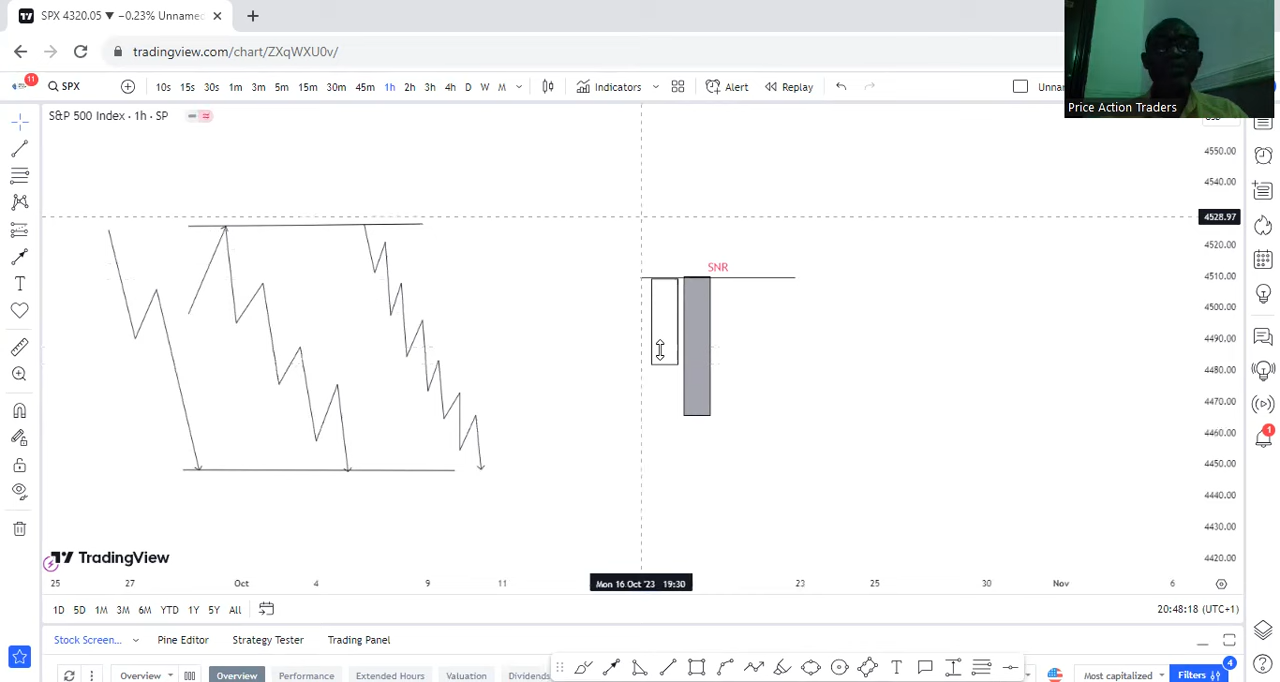 SPX 4320.05 ▼ −0.23% Unnamed
tradingview.com/chart/ZXqWXU0v/
11 SPX 10s 15s 30s 1m 3m 5m 15m 30m 45m 1h 2h 3h 4h D W M Indicators Alert Replay
Price Action Traders
S&P 500 Index · 1h · SP
4550.00
4540.00
4528.97
4520.00
SNR
4510.00
4500.00
4490.00
4480.00
4470.00
4460.00
4450.00
4440.00
4430.00
4420.00
1
TradingView
25 27 Oct 4 9 11 Mon 16 Oct '23 19:30 23 25 30 Nov 6
1D 5D 1M 3M 6M YTD 1Y 5Y All 20:48:18 (UTC+1)
Stock Screen... Pine Editor Strategy Tester Trading Panel
Overview Overview Performance Extended Hours Valuation Dividends Most capitalized Filters 4